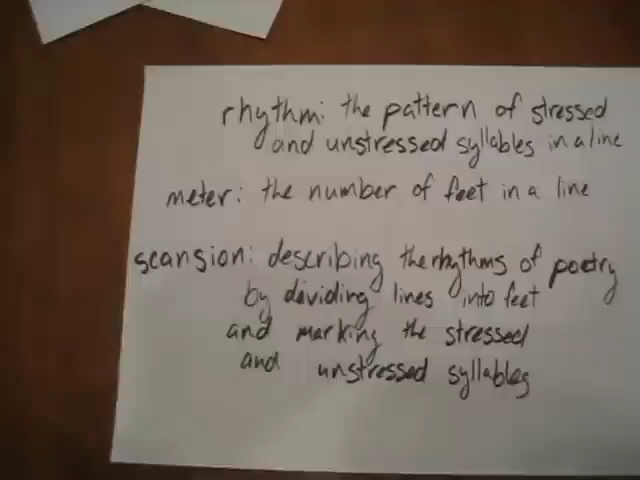 rhythm: the pattern of stressed
and unstressed syllables in a line
meter: the number of feet in a line
scansion: describing the rhythms of poetry
by dividing lines into feet
and marking the stressed
and unstressed syllables